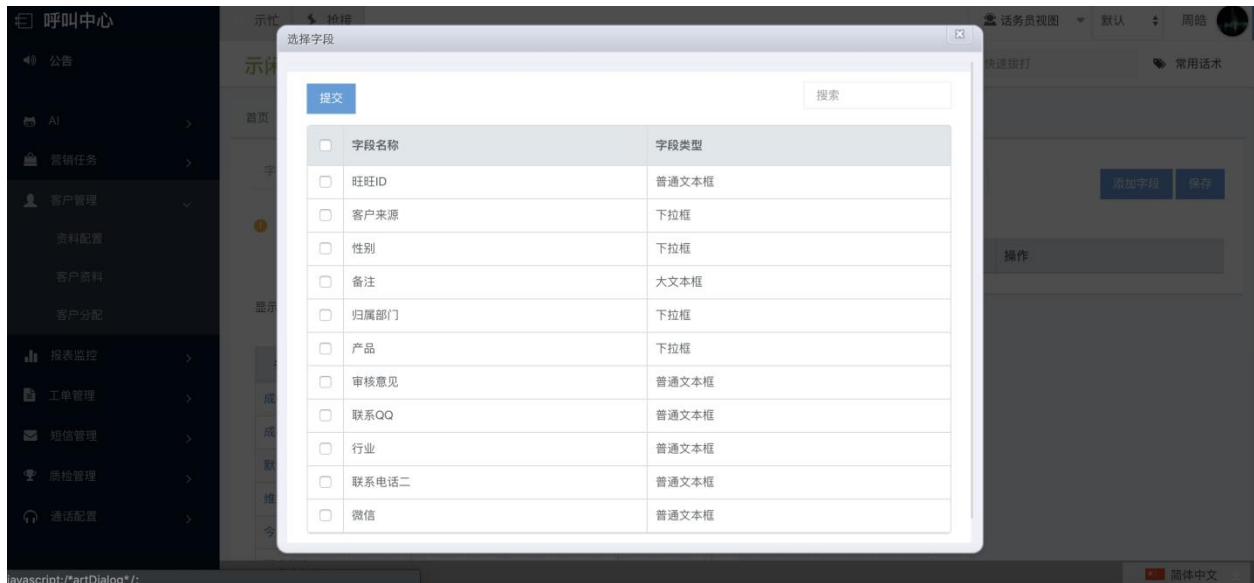 呼叫中心
示忙 抢接
话务员视图 默认 周皓
选择字段
公告
示闲
快速拨打
常用话术
提交
搜索
AI
首页
字段名称 字段类型
营销任务
旺旺ID 普通文本框
添加字段 保存
客户管理
客户来源 下拉框
资料配置
性别 下拉框
操作
客户资料
备注 大文本框
客户分配
显示
归属部门 下拉框
产品 下拉框
报表监控
审核意见 普通文本框
工单管理
成
联系QQ 普通文本框
短信管理
成
行业 普通文本框
默
质检管理
联系电话二 普通文本框
维
通话配置
微信 普通文本框
今
javascript:/*artDialog*/;
简体中文